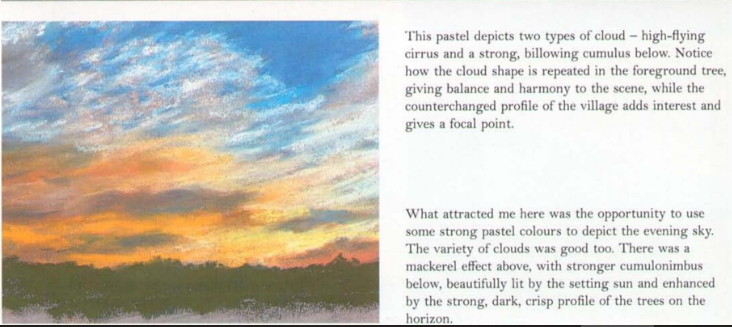 This pastel depicts two types of cloud – high-flying
cirrus and a strong, billowing cumulus below. Notice
how the cloud shape is repeated in the foreground tree,
giving balance and harmony to the scene, while the
counterchanged profile of the village adds interest and
gives a focal point.
What attracted me here was the opportunity to use
some strong pastel colours to depict the evening sky.
The variety of clouds was good too. There was a
mackerel effect above, with stronger cumulonimbus
below, beautifully lit by the setting sun and enhanced
by the strong, dark, crisp profile of the trees on the
horizon.